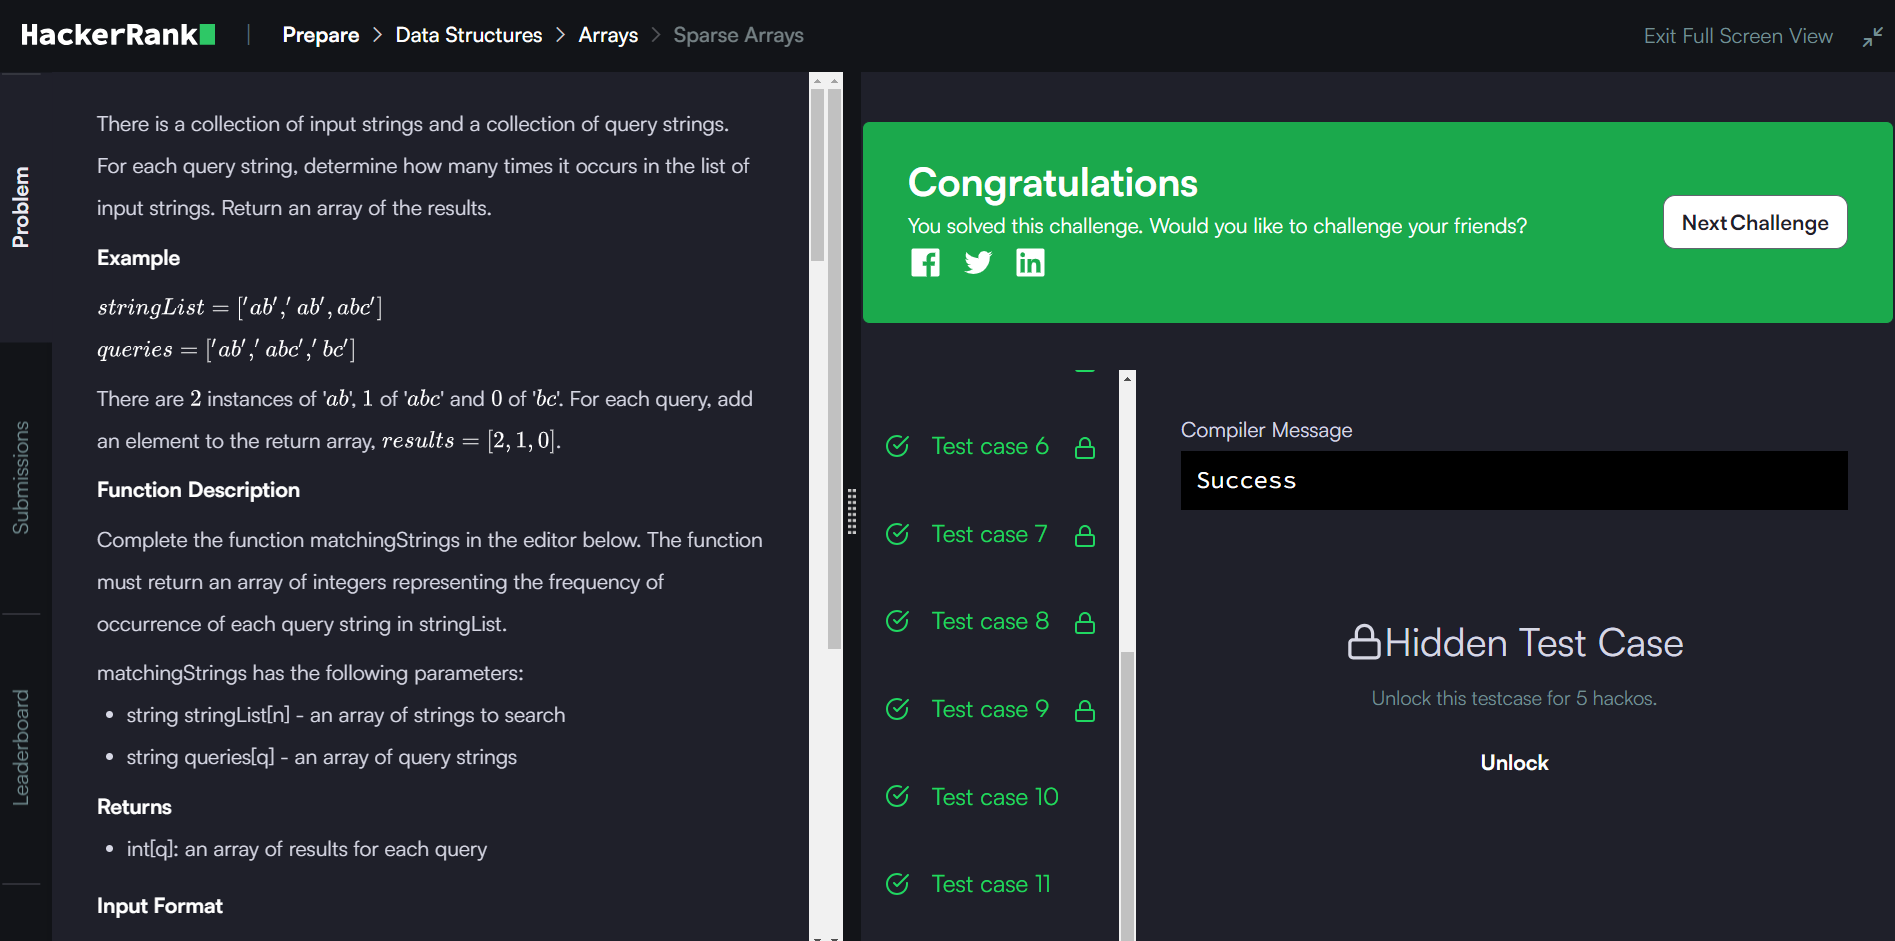 HackerRank | Prepare > Data Structures > Arrays > Sparse Arrays
Exit Full Screen View
Problem
Submissions
Leaderboard
There is a collection of input strings and a collection of query strings.
For each query string, determine how many times it occurs in the list of
input strings. Return an array of the results.
Example
stringList = ['ab',' ab', abc']
queries = ['ab',' abc',' bc']
There are 2 instances of 'ab', 1 of 'abc' and 0 of 'bc'. For each query, add
an element to the return array, results = [2, 1, 0].
Function Description
Complete the function matchingStrings in the editor below. The function
must return an array of integers representing the frequency of
occurrence of each query string in stringList.
matchingStrings has the following parameters:
• string stringList[n] - an array of strings to search
• string queries[q] - an array of query strings
Returns
• int[q]: an array of results for each query
Input Format
Congratulations
You solved this challenge. Would you like to challenge your friends?
Next Challenge
Test case 6
Test case 7
Test case 8
Test case 9
Test case 10
Test case 11
Compiler Message
Success
Hidden Test Case
Unlock this testcase for 5 hackos.
Unlock